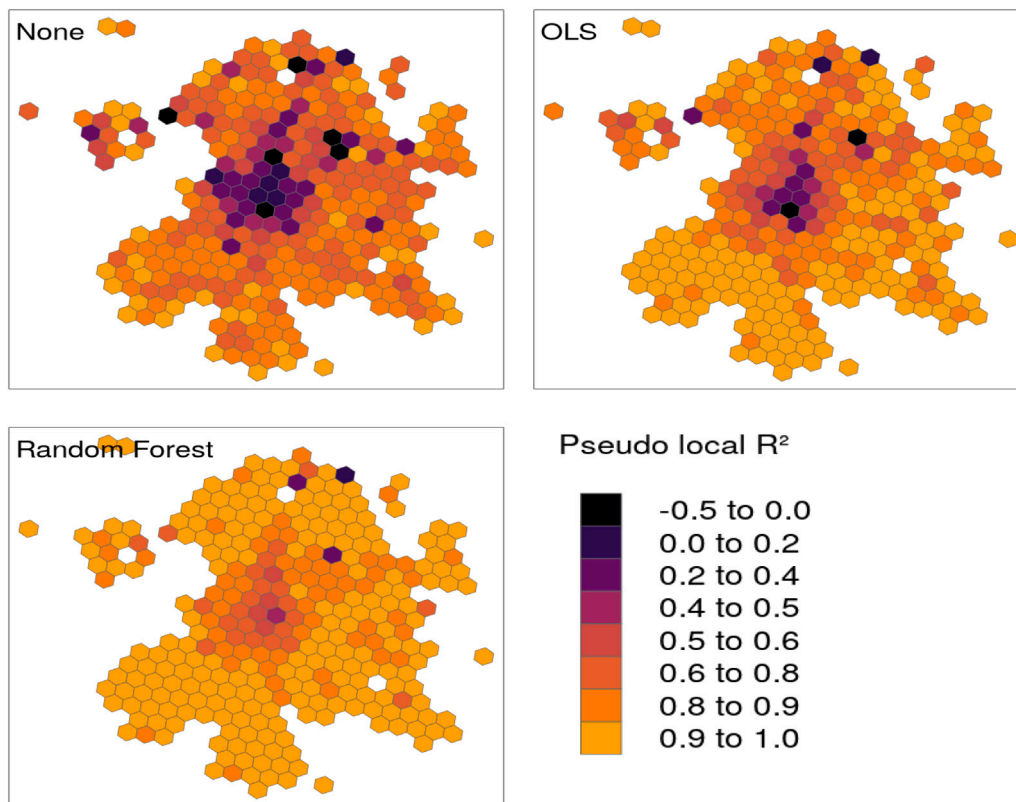 None
OLS
Random Forest
Pseudo local R²
-0.5 to 0.0
0.0 to 0.2
0.2 to 0.4
0.4 to 0.5
0.5 to 0.6
0.6 to 0.8
0.8 to 0.9
0.9 to 1.0